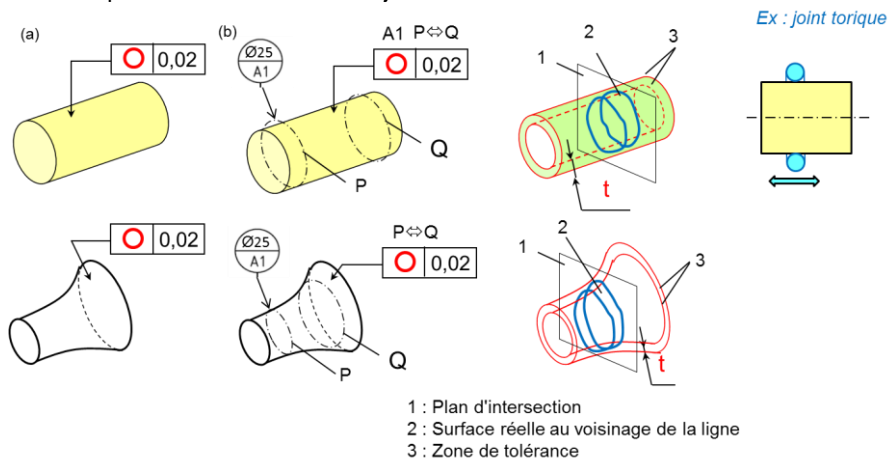 Ex : joint torique
(a)
0,02
(b)
Ø25
A1
A1 P⇔Q
0,02
Q
P
1
2
3
t
0,02
Ø25
A1
P⇔Q
0,02
Q
P
1
2
3
t
1 : Plan d'intersection
2 : Surface réelle au voisinage de la ligne
3 : Zone de tolérance